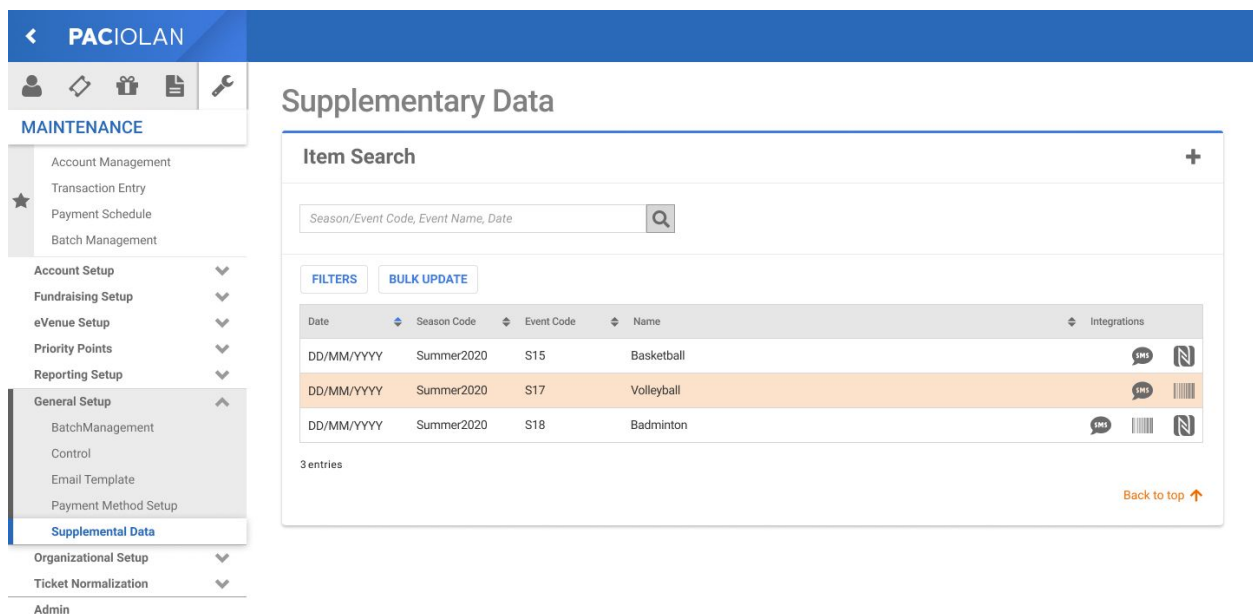 PACIOLAN
MAINTENANCE
Account Management
Transaction Entry
Payment Schedule
Batch Management
Account Setup
Fundraising Setup
eVenue Setup
Priority Points
Reporting Setup
General Setup
BatchManagement
Control
Email Template
Payment Method Setup
Supplemental Data
Organizational Setup
Ticket Normalization
Admin
Supplementary Data
Item Search
Season/Event Code, Event Name, Date
FILTERS BULK UPDATE
Date Season Code Event Code Name Integrations
DD/MM/YYYY Summer2020 S15 Basketball SMS
DD/MM/YYYY Summer2020 S17 Volleyball SMS
DD/MM/YYYY Summer2020 S18 Badminton SMS
3 entries
Back to top